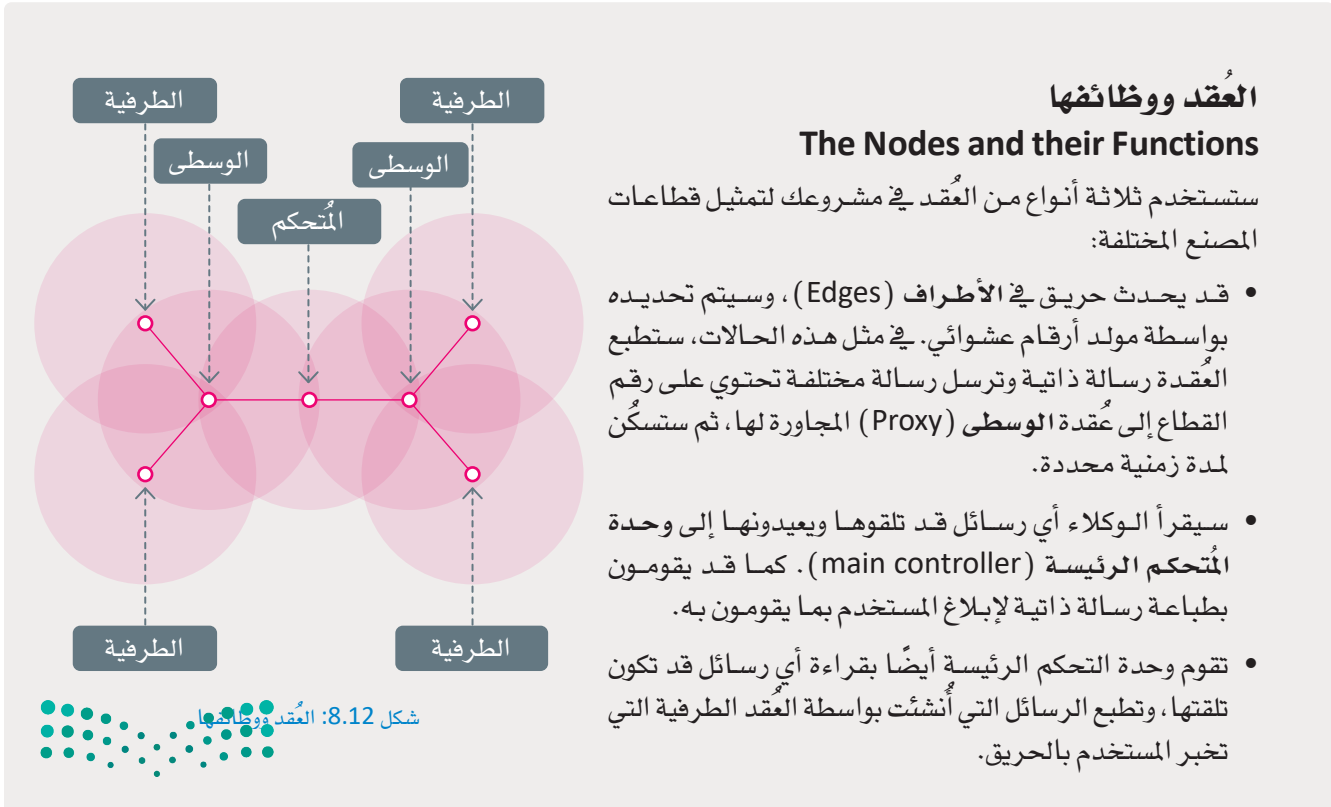 العُقد ووظائفها
The Nodes and their Functions
ستستخدم ثلاثة أنواع من العُقد في مشروعك لتمثيل قطاعات
المصنع المختلفة:
• قد يحدث حريق في الأطراف (Edges)، وسيتم تحديده
بواسطة مولد أرقام عشوائي. في مثل هذه الحالات، ستطبع
العُقدة رسالة ذاتية وترسل رسالة مختلفة تحتوي على رقم
القطاع إلى عُقدة الوسطى (Proxy) المجاورة لها، ثم ستسكُن
لمدة زمنية محددة.
• سيقرأ الوكلاء أي رسائل قد تلقوها ويعيدونها إلى وحدة
المُتحكم الرئيسة (main controller). كما قد يقومون
بطباعة رسالة ذاتية لإبلاغ المستخدم بما يقومون به.
• تقوم وحدة التحكم الرئيسة أيضًا بقراءة أي رسائل قد تكون
تلقتها، وتطبع الرسائل التي أُنشئت بواسطة العُقد الطرفية التي
تخبر المستخدم بالحريق.
الطرفية
الطرفية
الوسطى
الوسطى
المُتحكم
الطرفية
الطرفية
شكل 8.12: العُقد ووظائفها